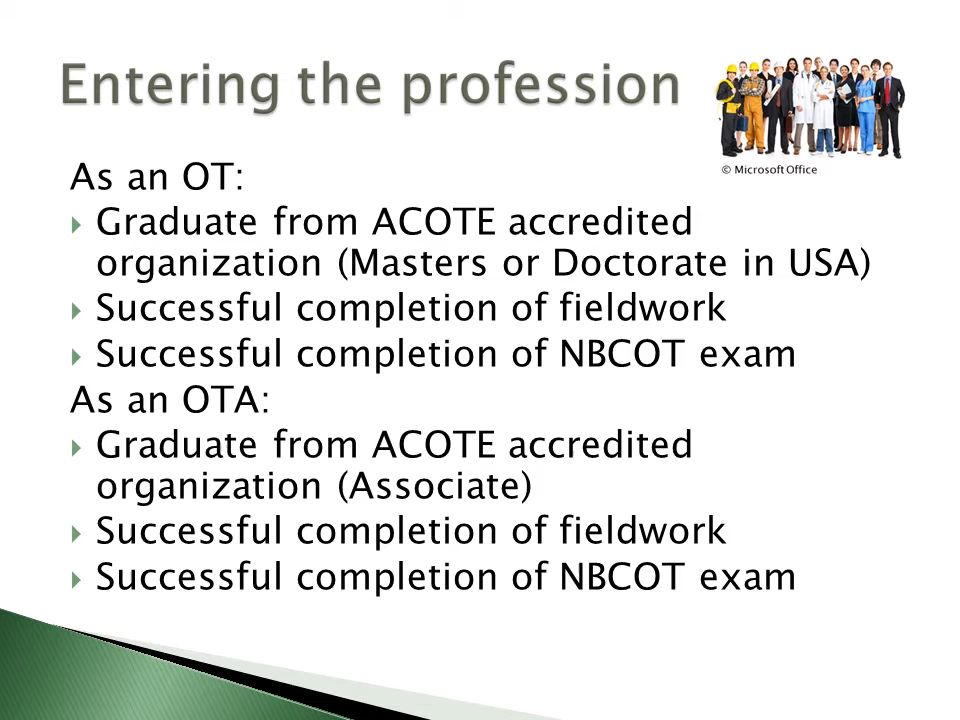 Entering the profession
© Microsoft Office
As an OT:
Graduate from ACOTE accredited
organization (Masters or Doctorate in USA)
Successful completion of fieldwork
Successful completion of NBCOT exam
As an OTA:
Graduate from ACOTE accredited
organization (Associate)
Successful completion of fieldwork
Successful completion of NBCOT exam